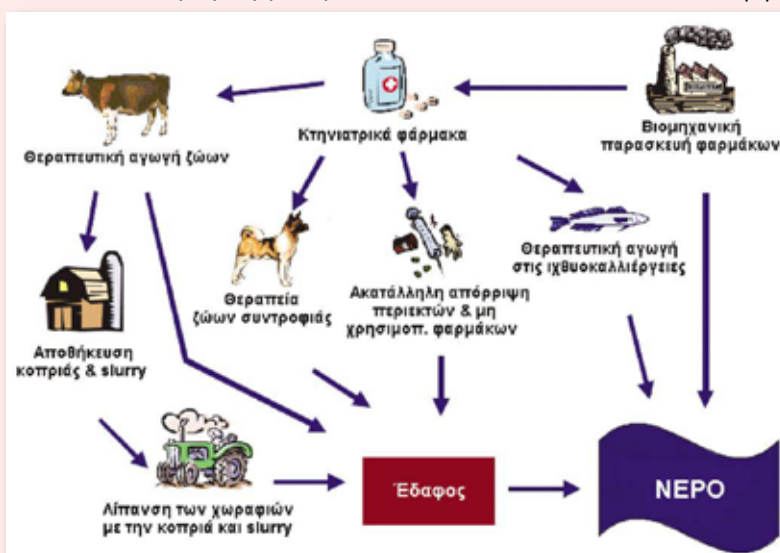 Θεραπευτική αγωγή ζώων
Κτηνιατρικά φάρμακα
Βιομηχανική
παρασκευή φαρμάκων
Θεραπεία
ζώων συντροφιάς
Ακατάλληλη απόρριψη
περιεκτών & μη
χρησιμοπ. φαρμάκων
Θεραπευτική αγωγή
στις ιχθυοκαλλιέργειες
Αποθήκευση
κοπριάς & slurry
Λίπανση των χωραφιών
με την κοπριά και slurry
Έδαφος
ΝΕΡΟ